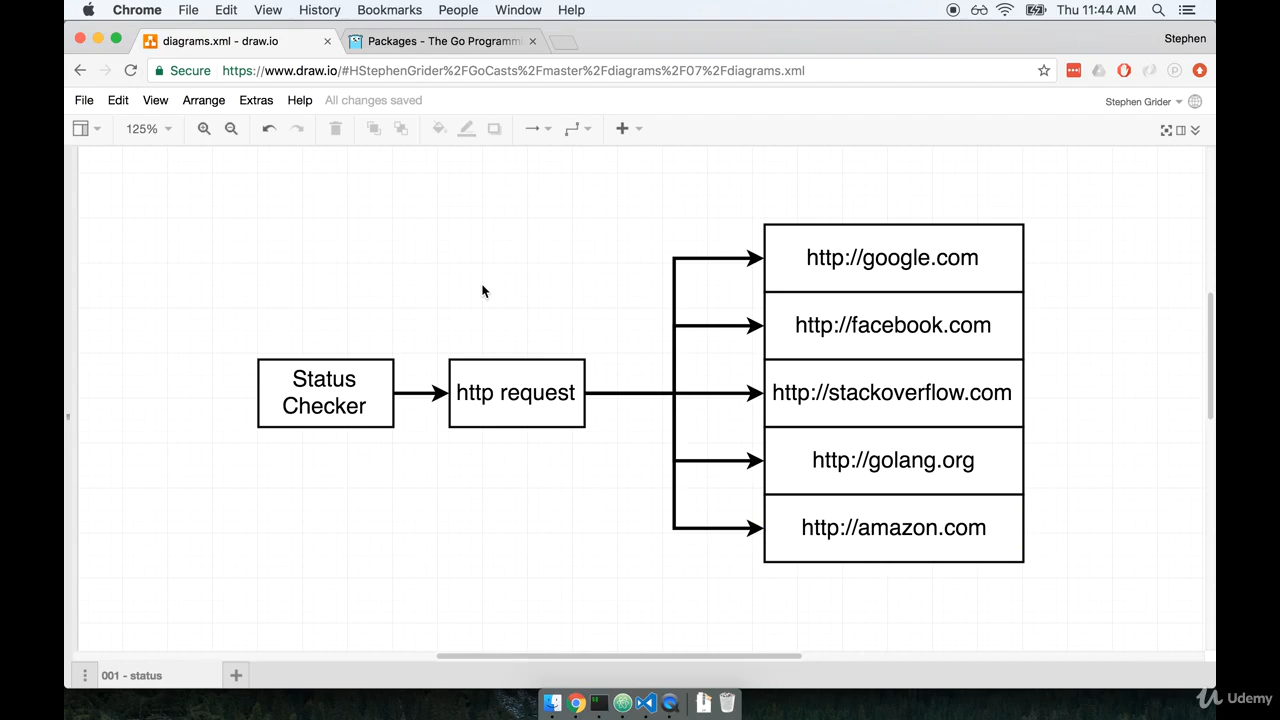 Chrome File Edit View History Bookmarks People Window Help Thu 11:44 AM
diagrams.xml - draw.io Packages - The Go Programmi Stephen
Secure https://www.draw.io/#HStephenGrider%2FGoCasts%2Fmaster%2Fdiagrams%2F07%2Fdiagrams.xml
File Edit View Arrange Extras Help All changes saved Stephen Grider
125%
http://google.com
http://facebook.com
Status
Checker
http request
http://stackoverflow.com
http://golang.org
http://amazon.com
001 - status
Udemy